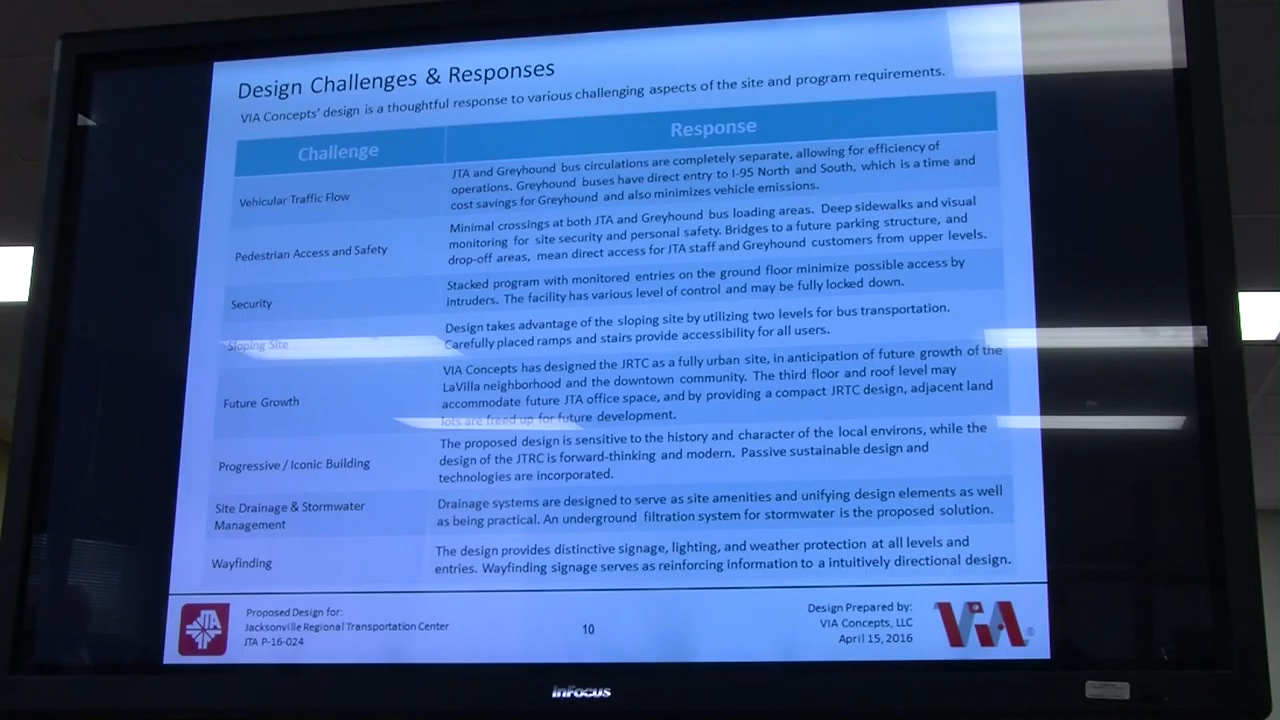 Design Challenges & Responses
VIA Concepts' design is a thoughtful response to various challenging aspects of the site and program requirements.
Challenge
Response
Vehicular Traffic Flow
JTA and Greyhound bus circulations are completely separate, allowing for efficiency of
operations. Greyhound buses have direct entry to I-95 North and South, which is a time and
cost savings for Greyhound and also minimizes vehicle emissions.
Pedestrian Access and Safety
Minimal crossings at both JTA and Greyhound bus loading areas. Deep sidewalks and visual
monitoring for site security and personal safety. Bridges to a future parking structure, and
drop-off areas, mean direct access for JTA staff and Greyhound customers from upper levels.
Security
Stacked program with monitored entries on the ground floor minimize possible access by
intruders. The facility has various level of control and may be fully locked down.
Sloping Site
Design takes advantage of the sloping site by utilizing two levels for bus transportation.
Carefully placed ramps and stairs provide accessibility for all users.
Future Growth
VIA Concepts has designed the JRTC as a fully urban site, in anticipation of future growth of the
LaVilla neighborhood and the downtown community. The third floor and roof level may
accommodate future JTA office space, and by providing a compact JRTC design, adjacent land
lots are freed up for future development.
Progressive / Iconic Building
The proposed design is sensitive to the history and character of the local environs, while the
design of the JTRC is forward-thinking and modern. Passive sustainable design and
technologies are incorporated.
Site Drainage & Stormwater
Management
Drainage systems are designed to serve as site amenities and unifying design elements as well
as being practical. An underground filtration system for stormwater is the proposed solution.
Wayfinding
The design provides distinctive signage, lighting, and weather protection at all levels and
entries. Wayfinding signage serves as reinforcing information to a intuitively directional design.
JTA
Proposed Design for:
Jacksonville Regional Transportation Center
JTA P-16-024
10
Design Prepared by:
VIA Concepts, LLC
April 15, 2016
VIA®
InFocus